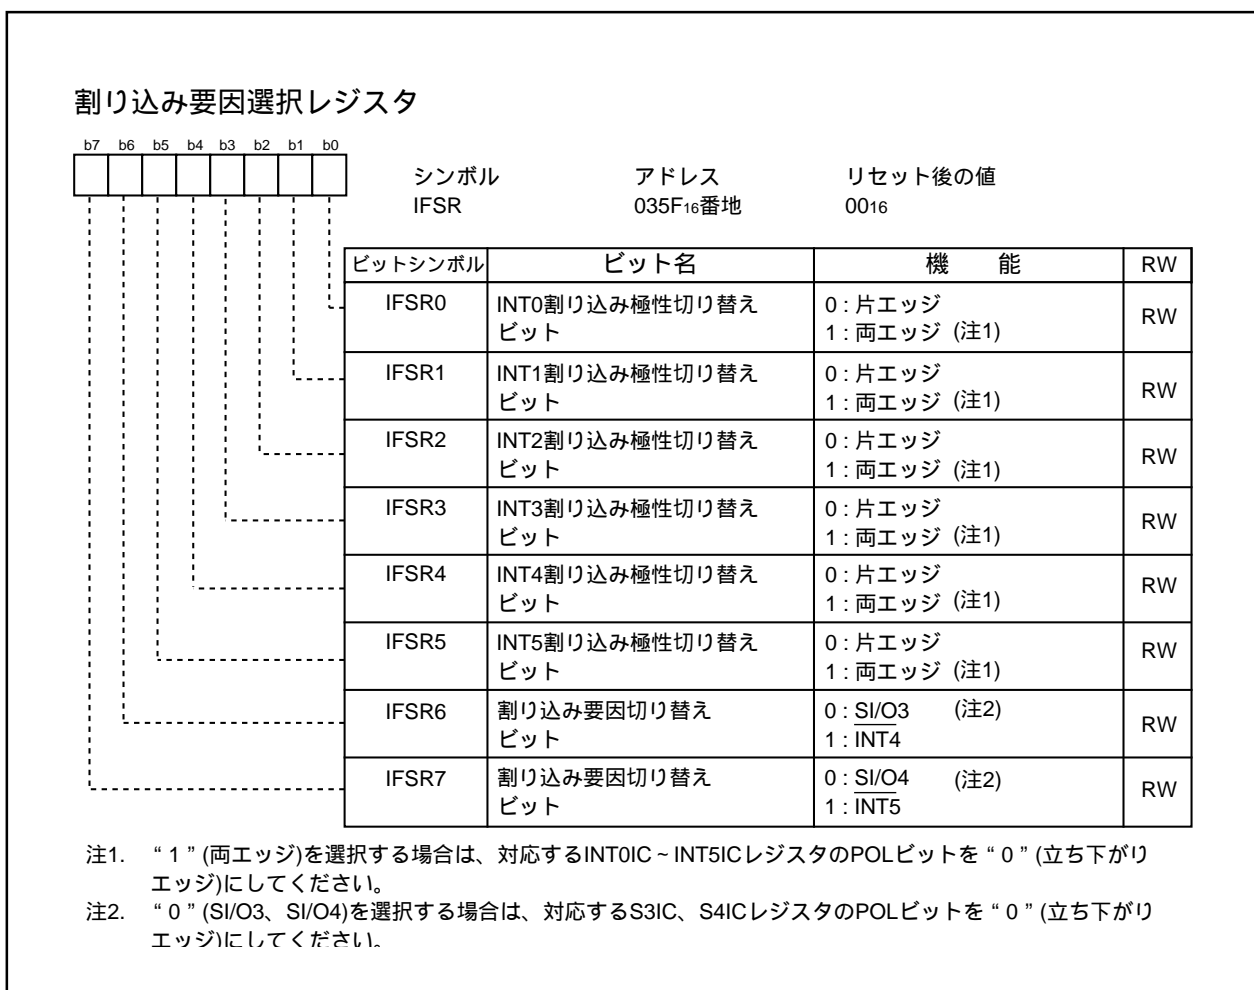 割り込み要因選択レジスタ
b7 b6 b5 b4 b3 b2 b1 b0
シンボル アドレス リセット後の値
IFSR 035F16番地 0016
ビットシンボル ビット名 機 能 RW
IFSR0 INT0割り込み極性切り替え 0 : 片エッジ RW
ビット 1 : 両エッジ (注1)
IFSR1 INT1割り込み極性切り替え 0 : 片エッジ RW
ビット 1 : 両エッジ (注1)
IFSR2 INT2割り込み極性切り替え 0 : 片エッジ RW
ビット 1 : 両エッジ (注1)
IFSR3 INT3割り込み極性切り替え 0 : 片エッジ RW
ビット 1 : 両エッジ (注1)
IFSR4 INT4割り込み極性切り替え 0 : 片エッジ RW
ビット 1 : 両エッジ (注1)
IFSR5 INT5割り込み極性切り替え 0 : 片エッジ RW
ビット 1 : 両エッジ (注1)
IFSR6 割り込み要因切り替え 0 : SI/O3 (注2) RW
ビット 1 : INT4
IFSR7 割り込み要因切り替え 0 : SI/O4 (注2) RW
ビット 1 : INT5
注1. “ 1 ” (両エッジ)を選択する場合は、対応するINT0IC ~ INT5ICレジスタのPOLビットを “ 0 ” (立ち下がり
エッジ)にしてください。
注2. “ 0 ” (SI/O3、SI/O4)を選択する場合は、対応するS3IC、S4ICレジスタのPOLビットを “ 0 ” (立ち下がり
エッジ)にしてください。